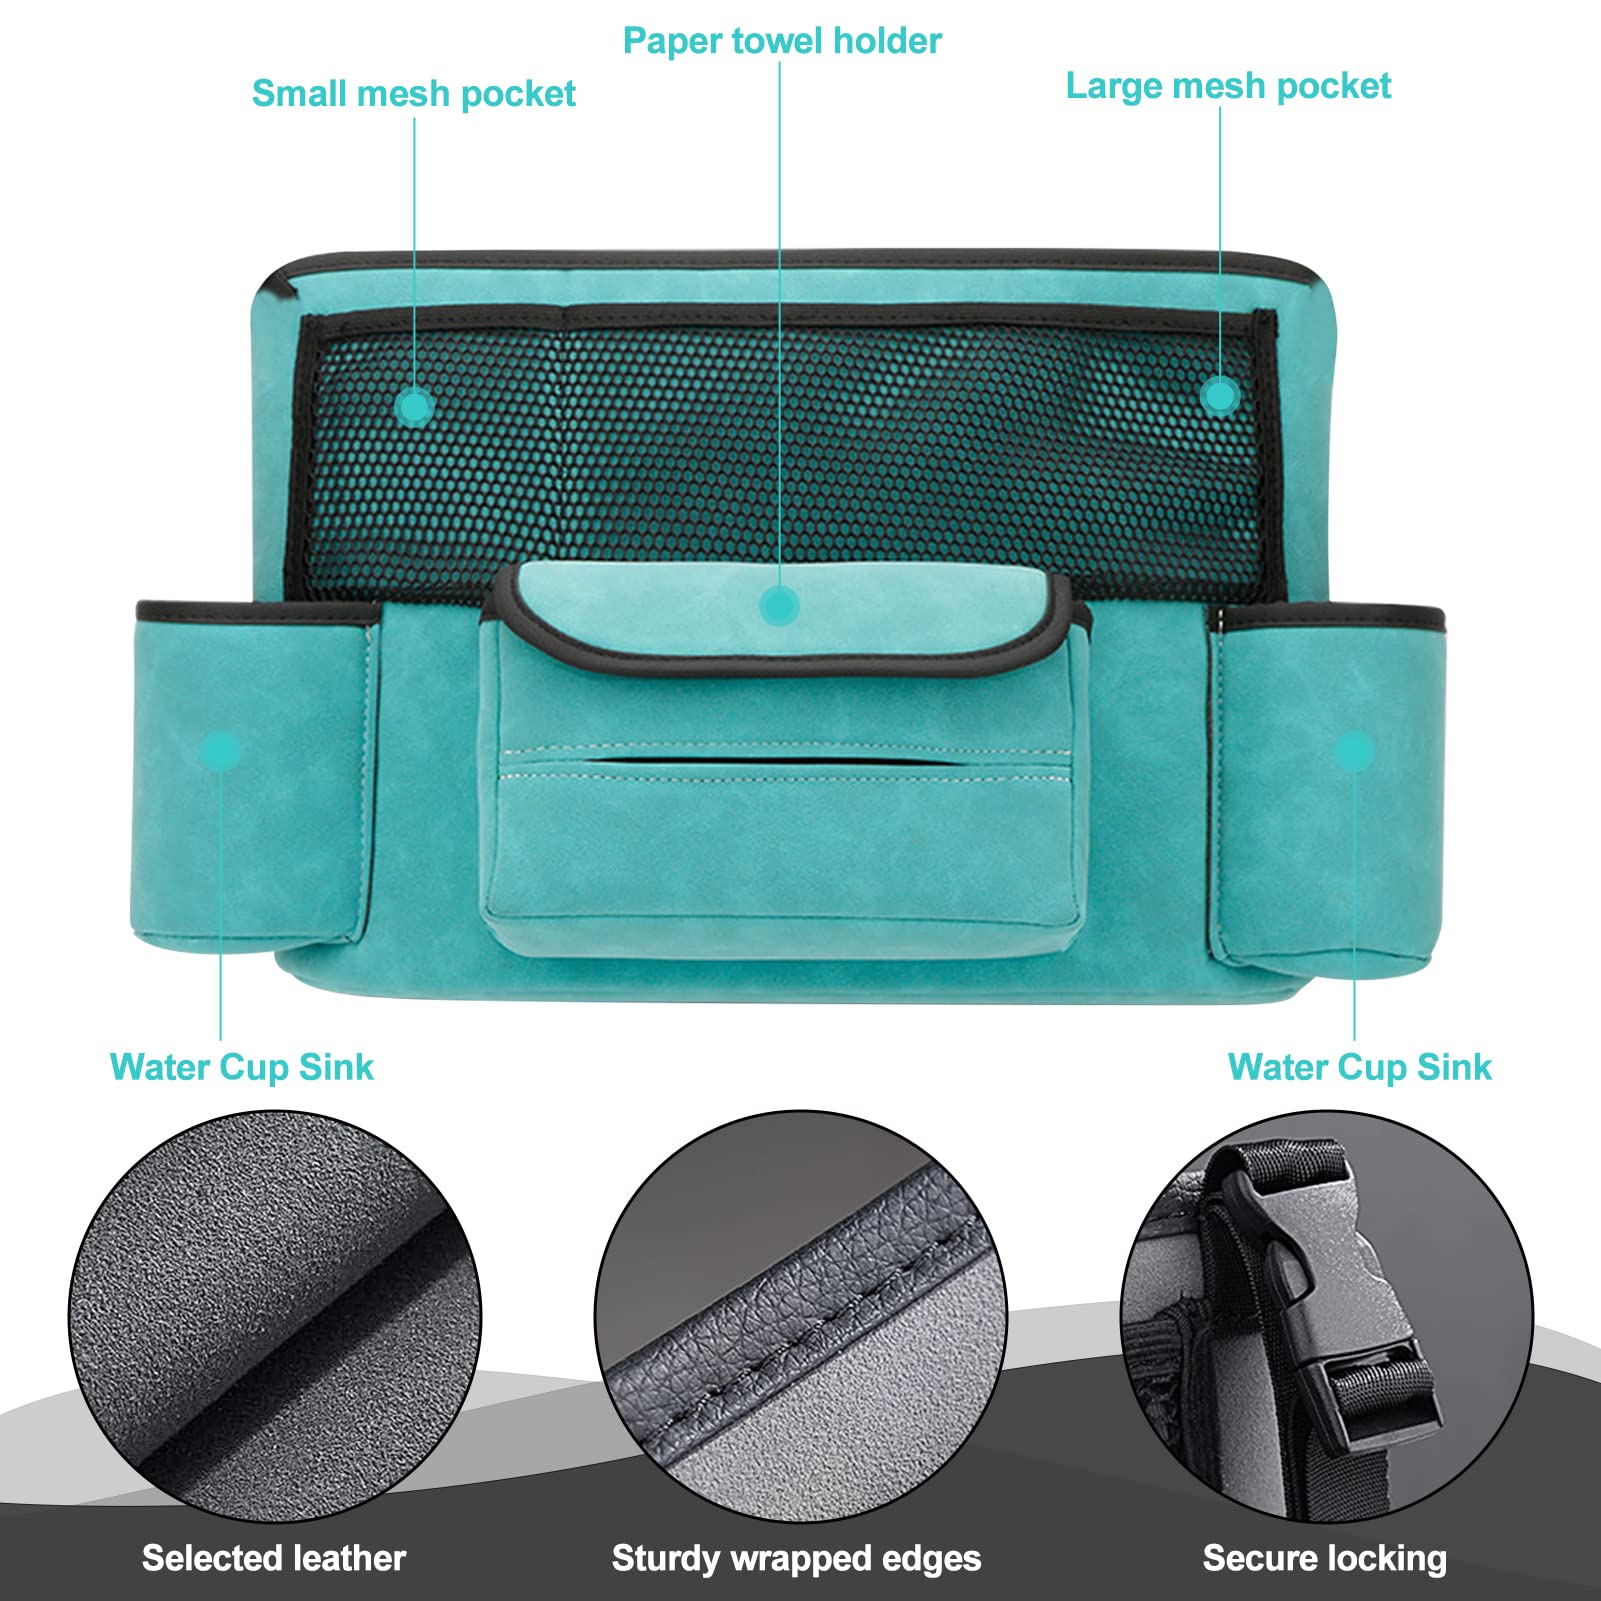 Paper towel holder
Small mesh pocket
Large mesh pocket
Water Cup Sink
Water Cup Sink
Selected leather
Sturdy wrapped edges
Secure locking